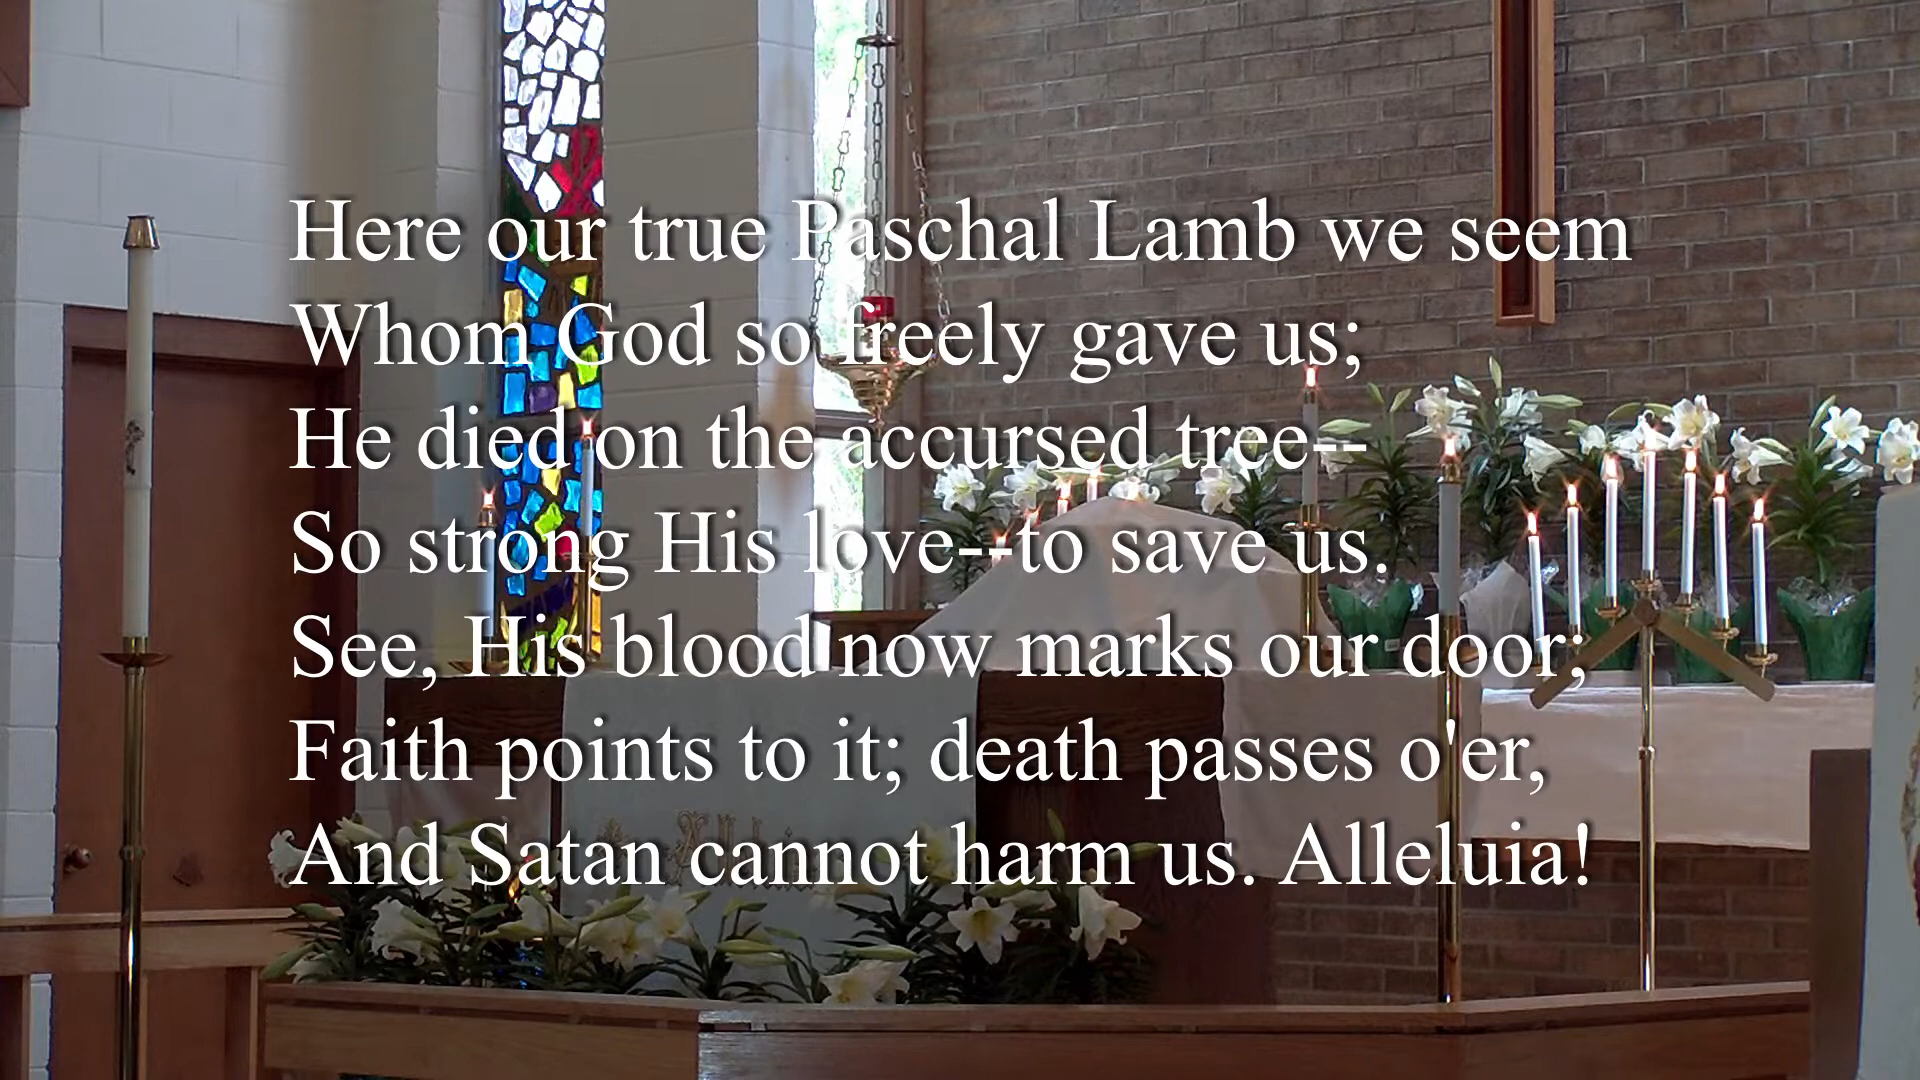 Here our true Paschal Lamb we seem
Whom God so freely gave us;
He died on the accursed tree--
So strong His love--to save us.
See, His blood now marks our door;
Faith points to it; death passes o'er,
And Satan cannot harm us. Alleluia!